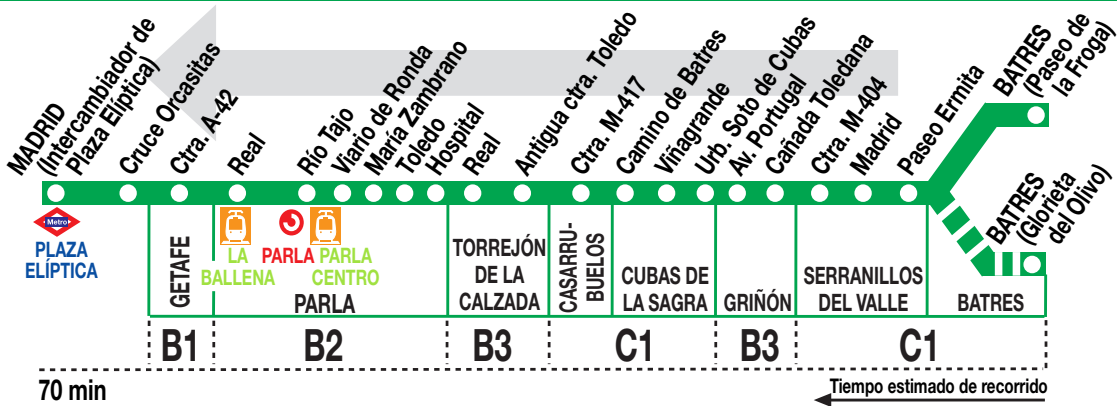 MADRID
(Intercambiador de
Plaza Elíptica)
Cruce Orcasitas
Ctra. A-42
Real
Río Tajo
Viario de Ronda
María Zambrano
Toledo
Hospital
Real
Antigua ctra. Toledo
Ctra. M-417
Camino de Batres
Viñagrande
Urb. Soto de Cubas
Av. Portugal
Cañada Toledana
Ctra. M-404
Madrid
Paseo Ermita
BATRES
(Paseo de
la Froga)
BATRES
(Glorieta
del Olivo)
Metro
PLAZA
ELÍPTICA
LA
BALLENA
PARLA
PARLA
CENTRO
GETAFE
PARLA
TORREJÓN
DE LA
CALZADA
CASARRU-
BUELOS
CUBAS DE
LA SAGRA
GRIÑÓN
SERRANILLOS
DEL VALLE
BATRES
B1
B2
B3
C1
B3
C1
70 min
Tiempo estimado de recorrido